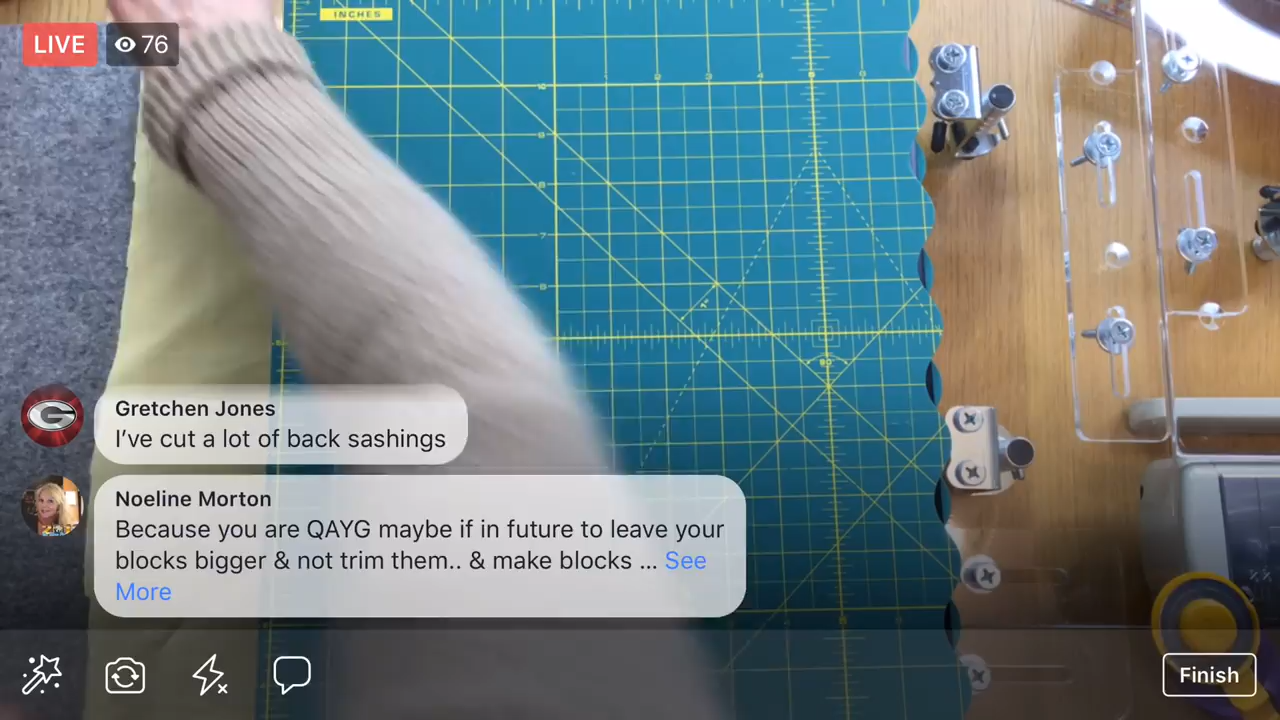 INCHES
LIVE
76
Gretchen Jones
I've cut a lot of back sashings
Noeline Morton
Because you are QAYG maybe if in future to leave your
blocks bigger & not trim them.. & make blocks ... See
More
Finish